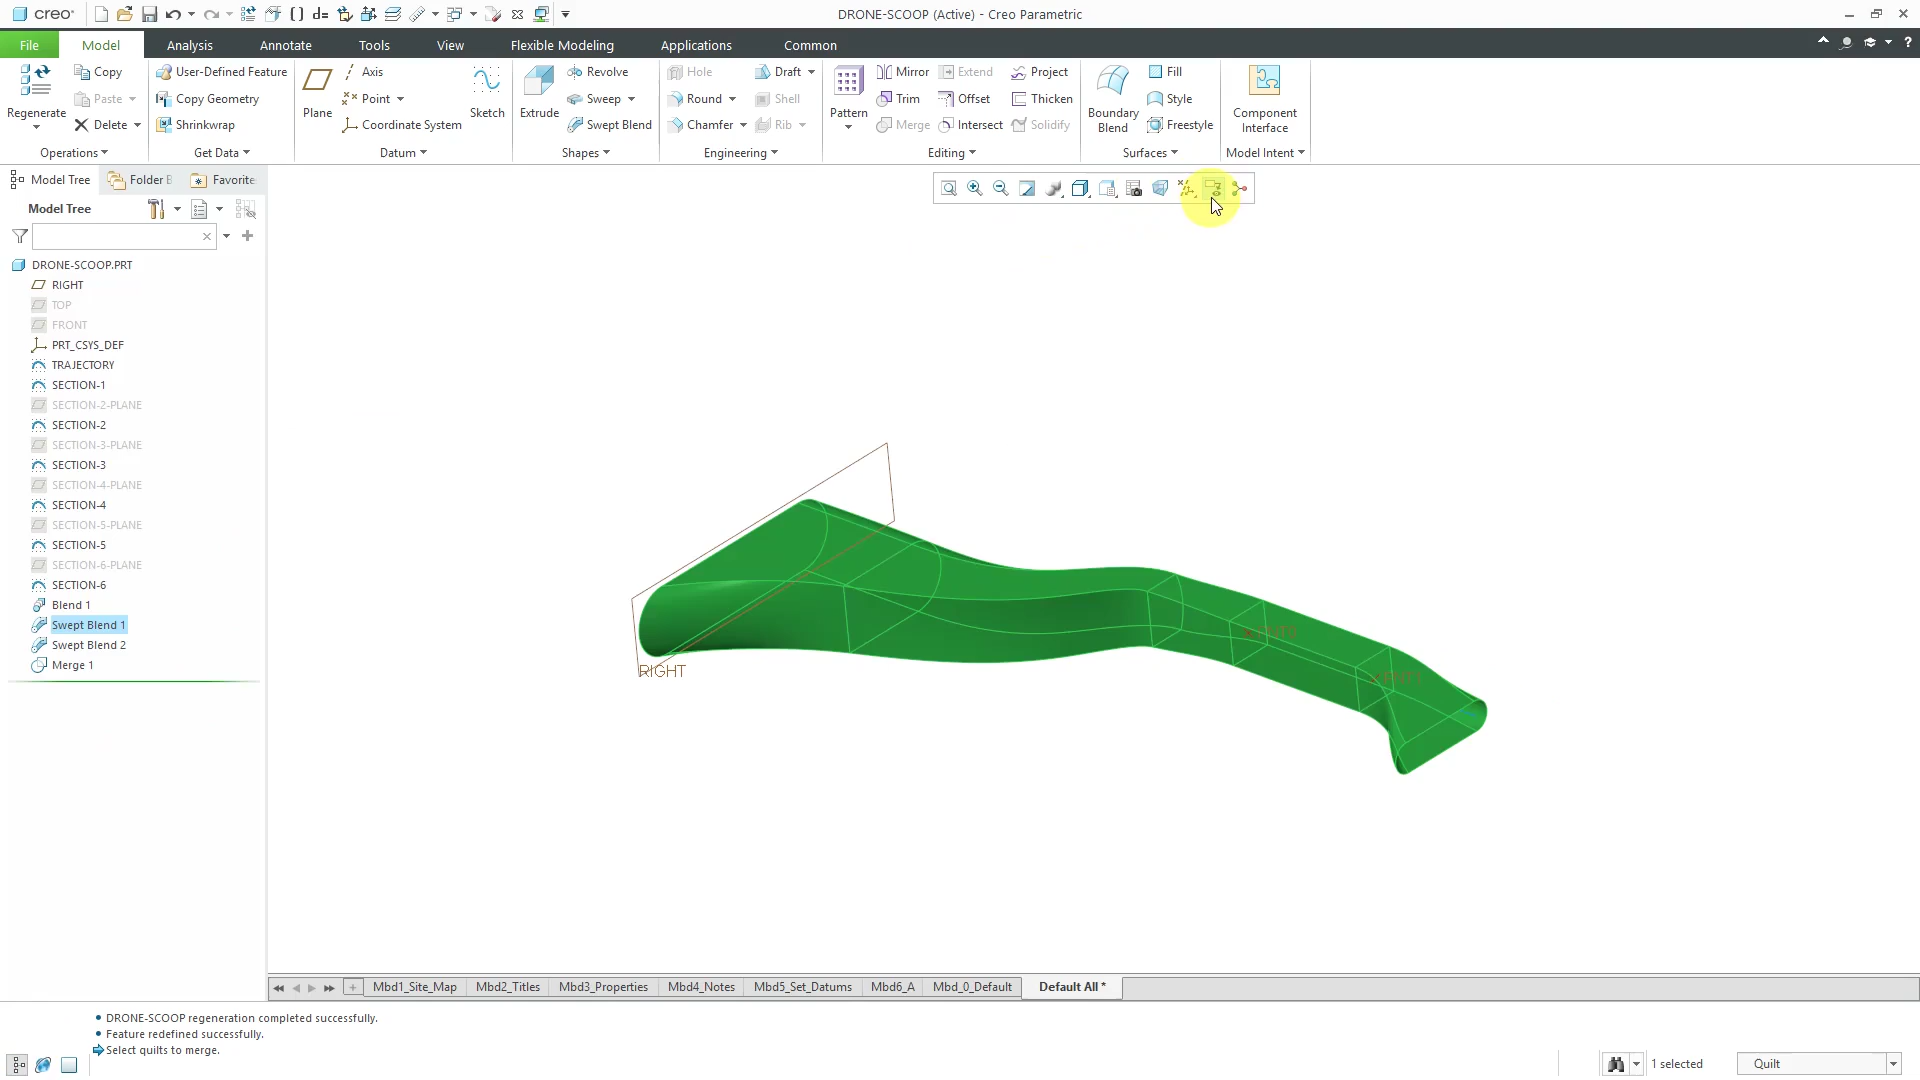 creo
DRONE-SCOOP (Active) - Creo Parametric
File Model Analysis Annotate Tools View Flexible Modeling Applications Common
Regenerate
Copy
Paste
Delete
Operations
User-Defined Feature
Copy Geometry
Shrinkwrap
Get Data
Plane
Axis
Point
Coordinate System
Sketch
Datum
Extrude
Revolve
Sweep
Swept Blend
Shapes
Hole
Round
Chamfer
Draft
Shell
Rib
Engineering
Pattern
Mirror
Trim
Merge
Extend
Offset
Intersect
Project
Thicken
Solidify
Editing
Boundary
Blend
Fill
Style
Freestyle
Surfaces
Component
Interface
Model Intent
Model Tree Folder B Favorite
Model Tree
DRONE-SCOOP.PRT
RIGHT
TOP
FRONT
PRT_CSYS_DEF
TRAJECTORY
SECTION-1
SECTION-2-PLANE
SECTION-2
SECTION-3-PLANE
SECTION-3
SECTION-4-PLANE
SECTION-4
SECTION-5-PLANE
SECTION-5
SECTION-6-PLANE
SECTION-6
Blend 1
Swept Blend 1
Swept Blend 2
Merge 1
PNT0
RIGHT
PNT1
Mbd1_Site_Map Mbd2_Titles Mbd3_Properties Mbd4_Notes Mbd5_Set_Datums Mbd6_A Mbd_0_Default Default All *
DRONE-SCOOP regeneration completed successfully.
Feature redefined successfully.
Select quilts to merge.
1 selected
Quilt